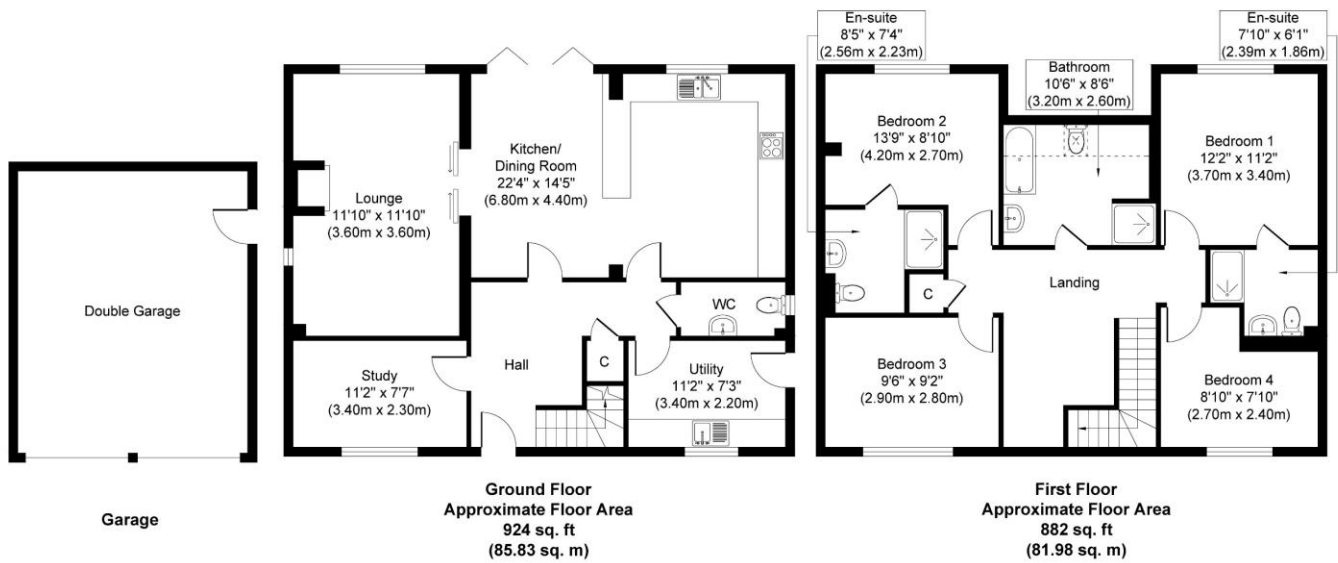 Double Garage
Garage
Lounge
11'10" x 11'10"
(3.60m x 3.60m)
Kitchen/
Dining Room
22'4" x 14'5"
(6.80m x 4.40m)
Study
11'2" x 7'7"
(3.40m x 2.30m)
Hall
C
WC
Utility
11'2" x 7'3"
(3.40m x 2.20m)
Ground Floor
Approximate Floor Area
924 sq. ft
(85.83 sq. m)
En-suite
8'5" x 7'4"
(2.56m x 2.23m)
Bathroom
10'6" x 8'6"
(3.20m x 2.60m)
En-suite
7'10" x 6'1"
(2.39m x 1.86m)
Bedroom 2
13'9" x 8'10"
(4.20m x 2.70m)
Bedroom 1
12'2" x 11'2"
(3.70m x 3.40m)
C
Landing
Bedroom 3
9'6" x 9'2"
(2.90m x 2.80m)
Bedroom 4
8'10" x 7'10"
(2.70m x 2.40m)
First Floor
Approximate Floor Area
882 sq. ft
(81.98 sq. m)